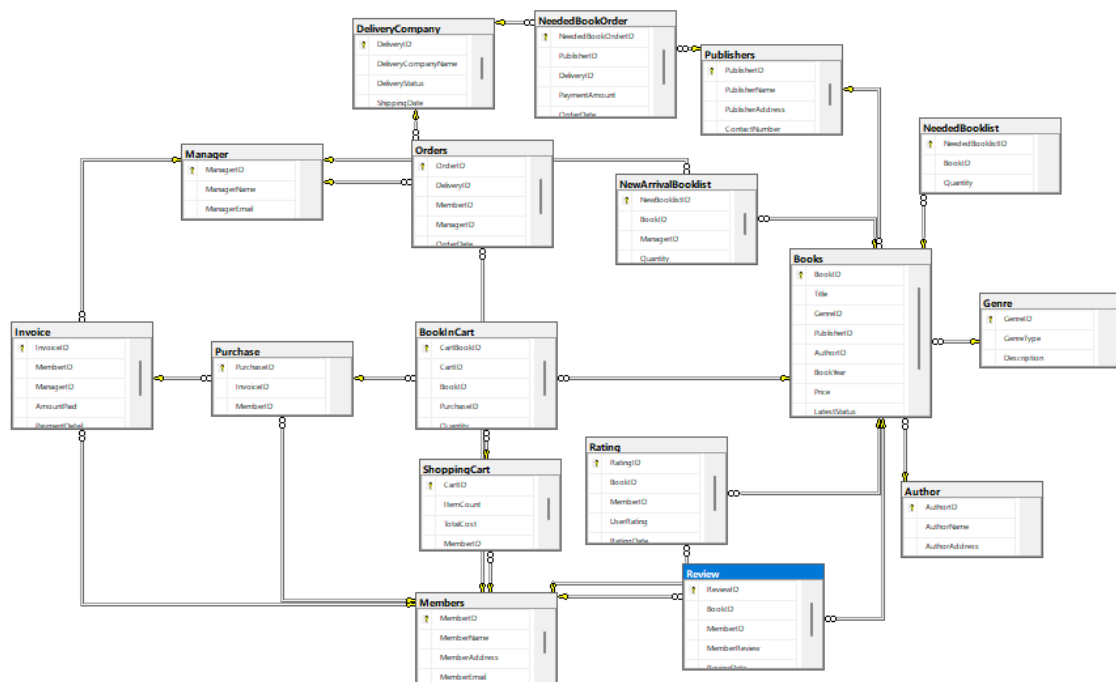 DeliveryCompany
DeliveryID
DeliveryCompanyName
DeliveryStatus
ShippingDate
NeededBookOrder
NeededBookOrderID
PublisherID
DeliveryID
PaymentAmount
OrderDate
Publishers
PublisherID
PublisherName
PublisherAddress
ContactNumber
NeededBooklist
NeededBooklistID
BookID
Quantity
Manager
ManagerID
ManagerName
ManagerEmail
Orders
OrderID
DeliveryID
MemberID
ManagerID
OrderDate
NewArrivalBooklist
NewBooklistID
BookID
ManagerID
Quantity
Books
BookID
Title
GenreID
PublisherID
AuthorID
BookYear
Price
LatestStatus
Genre
GenreID
GenreType
Description
Invoice
InvoiceID
MemberID
ManagerID
AmountPaid
PaymentDetail
Purchase
PurchaseID
InvoiceID
MemberID
BookInCart
CartBookID
CartID
BookID
PurchaseID
Quantity
Rating
RatingID
BookID
MemberID
UserRating
RatingDate
ShoppingCart
CartID
ItemCount
TotalCost
MemberID
Author
AuthorID
AuthorName
AuthorAddress
Review
ReviewID
BookID
MemberID
MemberReview
ReviewDate
Members
MemberID
MemberName
MemberAddress
MemberEmail